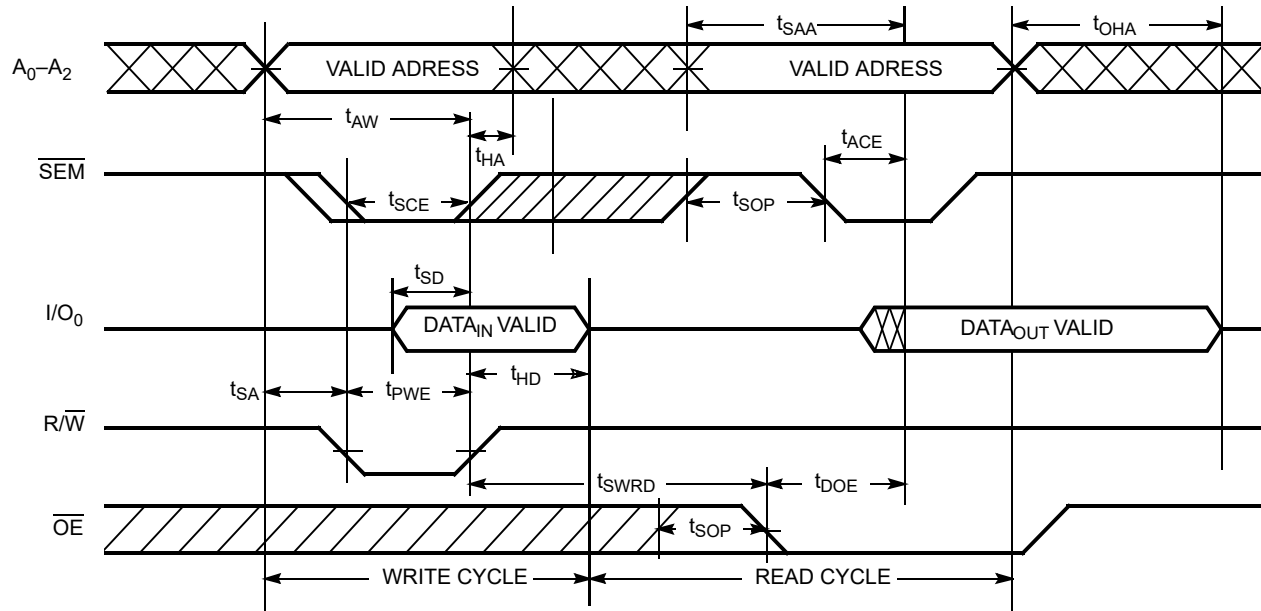 tSAA
tOHA
A0–A2
VALID ADRESS
VALID ADRESS
tAW
tHA
tACE
SEM
tSCE
tSOP
tSD
I/O0
DATAIN VALID
DATAOUT VALID
tSA
tPWE
tHD
R/W
tSWRD
tDOE
OE
tSOP
WRITE CYCLE
READ CYCLE